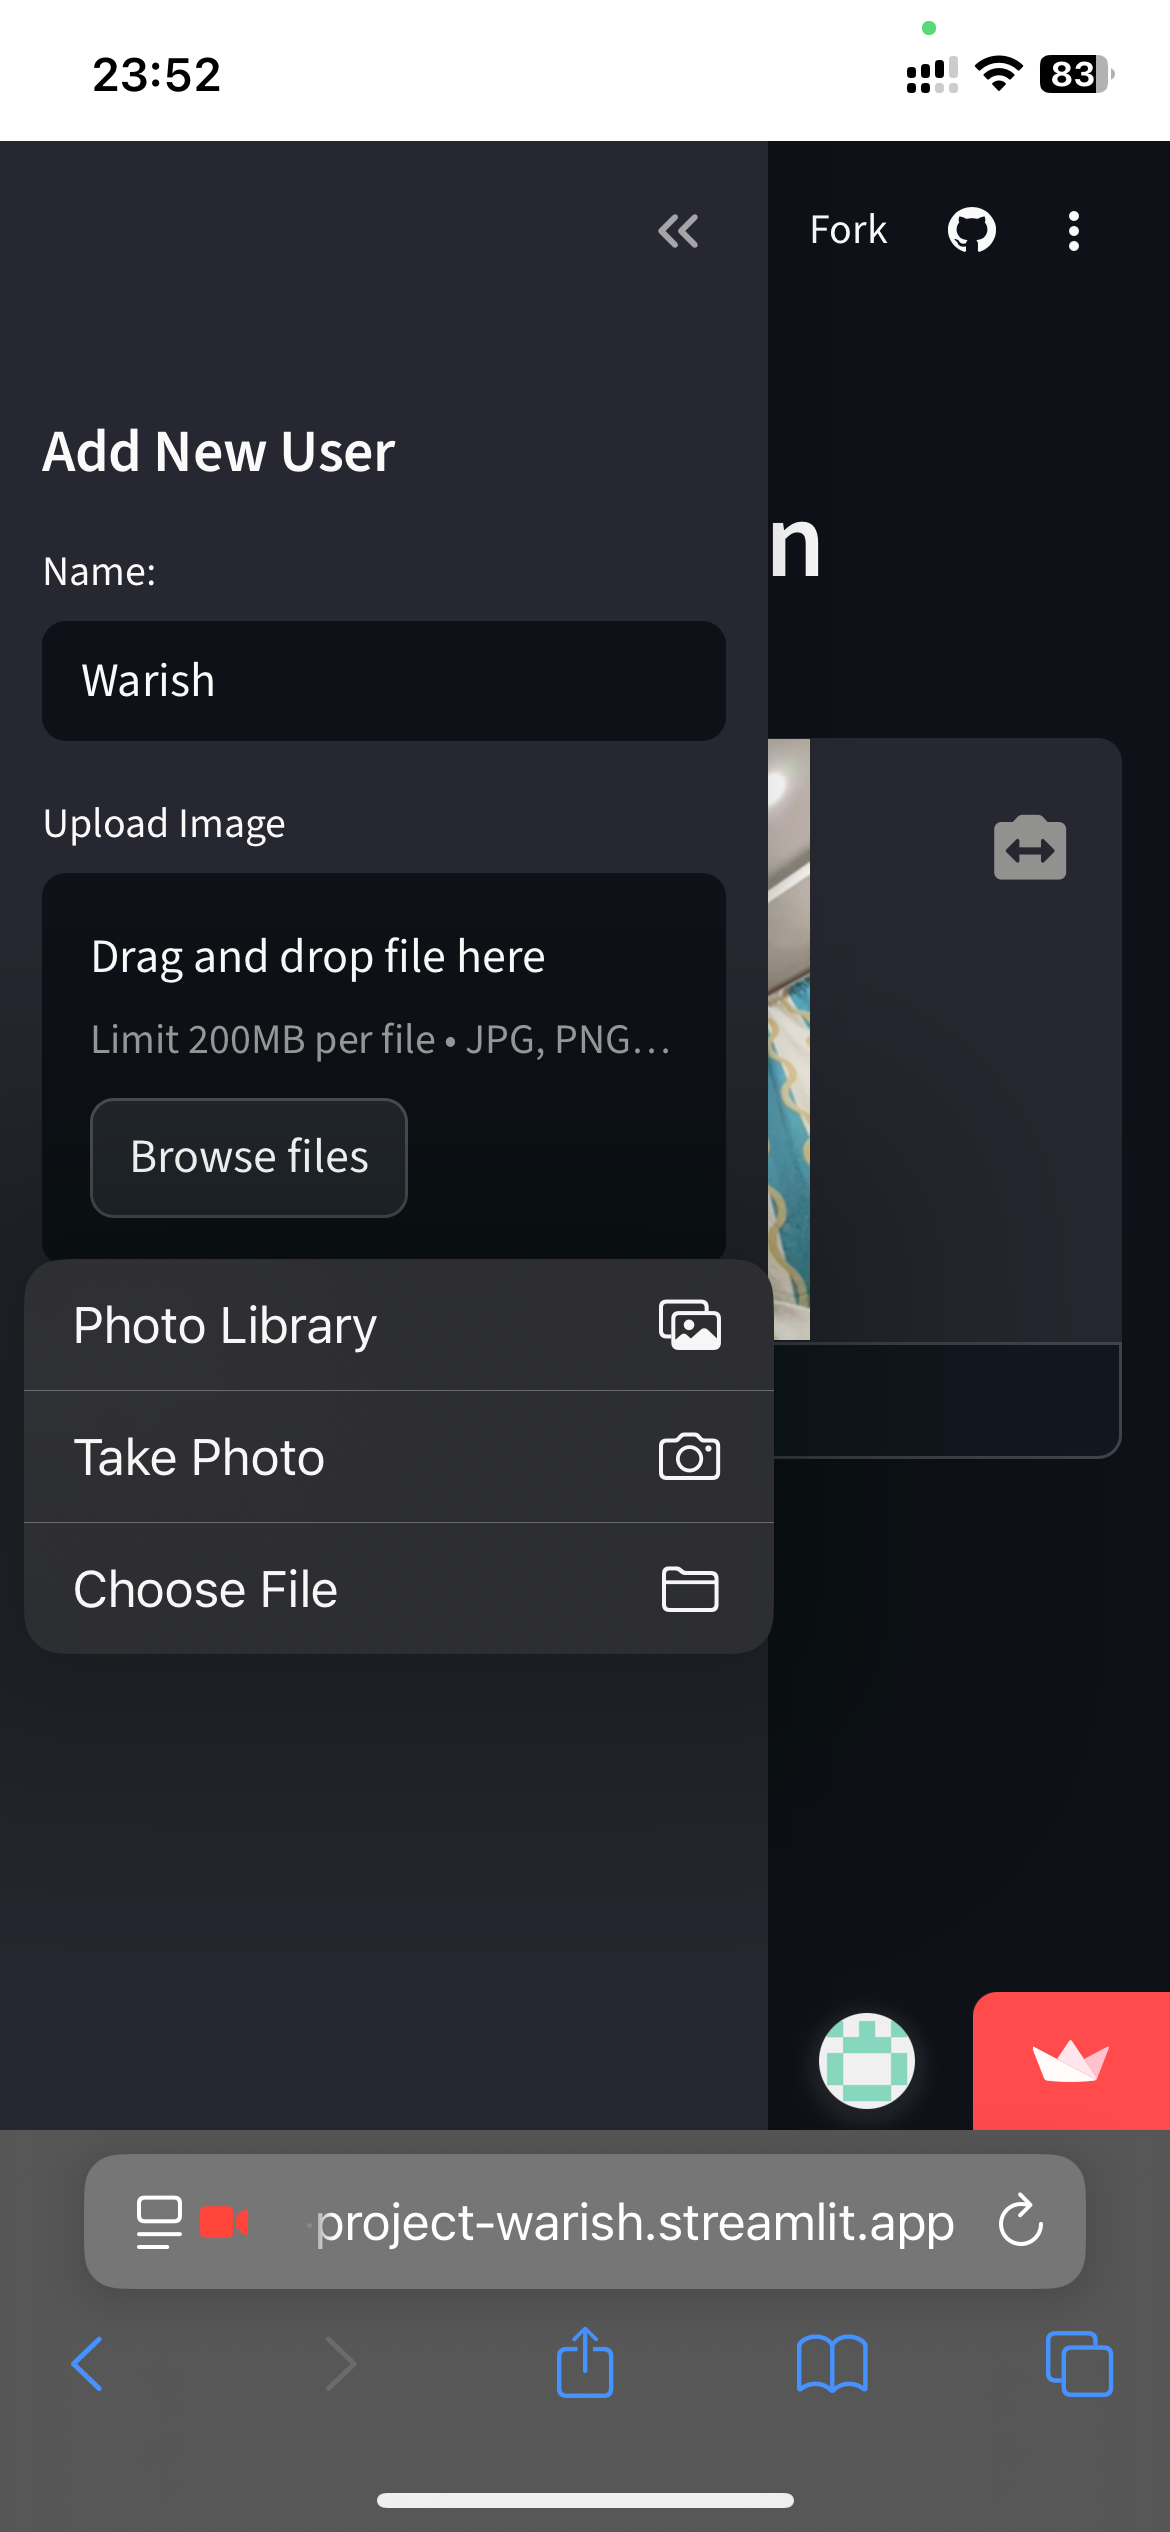 23:52
83
Fork
Add New User
n
Name:
Warish
Upload Image
Drag and drop file here
Limit 200MB per file • JPG, PNG...
Browse files
Photo Library
Take Photo
Choose File
project-warish.streamlit.app